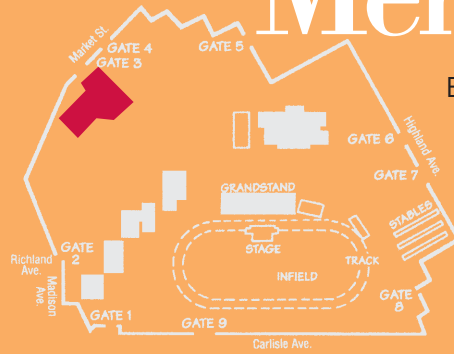 Mer
E
Market St.
GATE 4
GATE 3
GATE 5
Highland Ave.
GATE 6
GATE 7
GRANDSTAND
STABLES
STAGE
TRACK
INFIELD
Richland
Ave.
GATE
2
Madison
Ave.
GATE
8
GATE 1
GATE 9
Carlisle Ave.